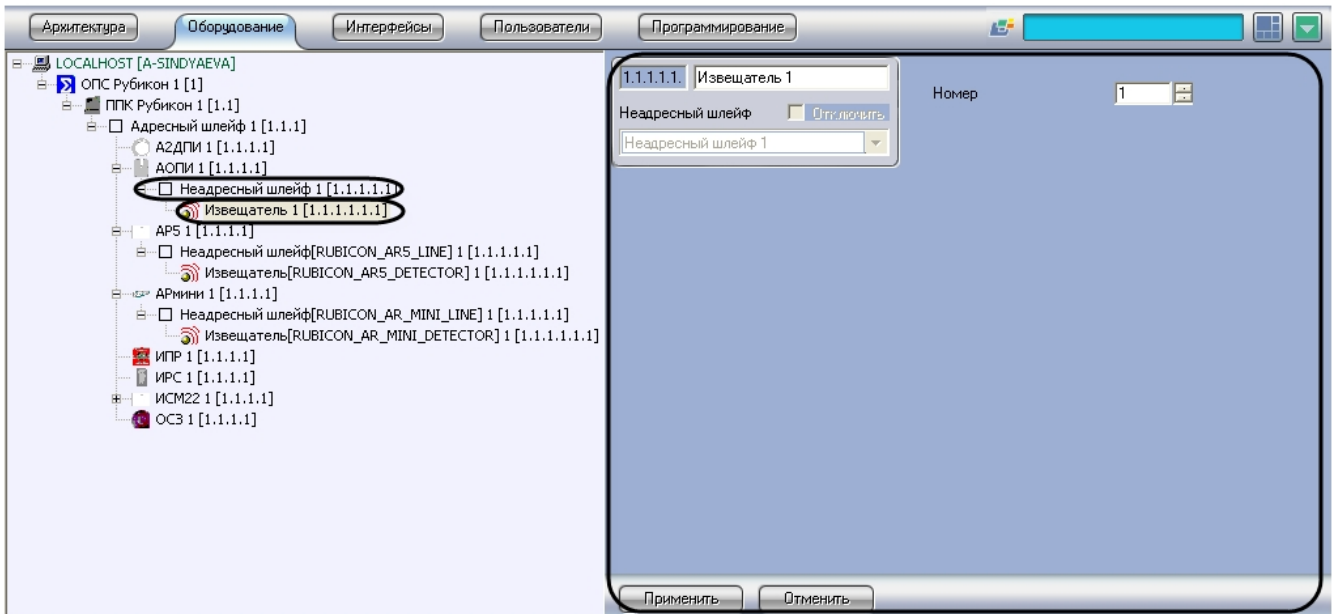 Архитектура Оборудование Интерфейсы Пользователи Программирование
LOCALHOST [A-SINDYAEVA]
ОПС Рубикон 1 [1]
ППК Рубикон 1 [1.1]
Адресный шлейф 1 [1.1.1]
А2ДПИ 1 [1.1.1.1]
АОПИ 1 [1.1.1.1]
Неадресный шлейф 1 [1.1.1.1.1]
Извещатель 1 [1.1.1.1.1.1]
АР5 1 [1.1.1.1]
Неадресный шлейф[RUBICON_AR5_LINE] 1 [1.1.1.1.1]
Извещатель[RUBICON_AR5_DETECTOR] 1 [1.1.1.1.1.1]
АРмини 1 [1.1.1.1]
Неадресный шлейф[RUBICON_AR_MINI_LINE] 1 [1.1.1.1.1]
Извещатель[RUBICON_AR_MINI_DETECTOR] 1 [1.1.1.1.1.1]
ИПР 1 [1.1.1.1]
ИРС 1 [1.1.1.1]
ИСМ22 1 [1.1.1.1]
ОСЗ 1 [1.1.1.1]
1.1.1.1.1. Извещатель 1
Неадресный шлейф Отключить
Неадресный шлейф 1
Номер 1
Применить Отменить